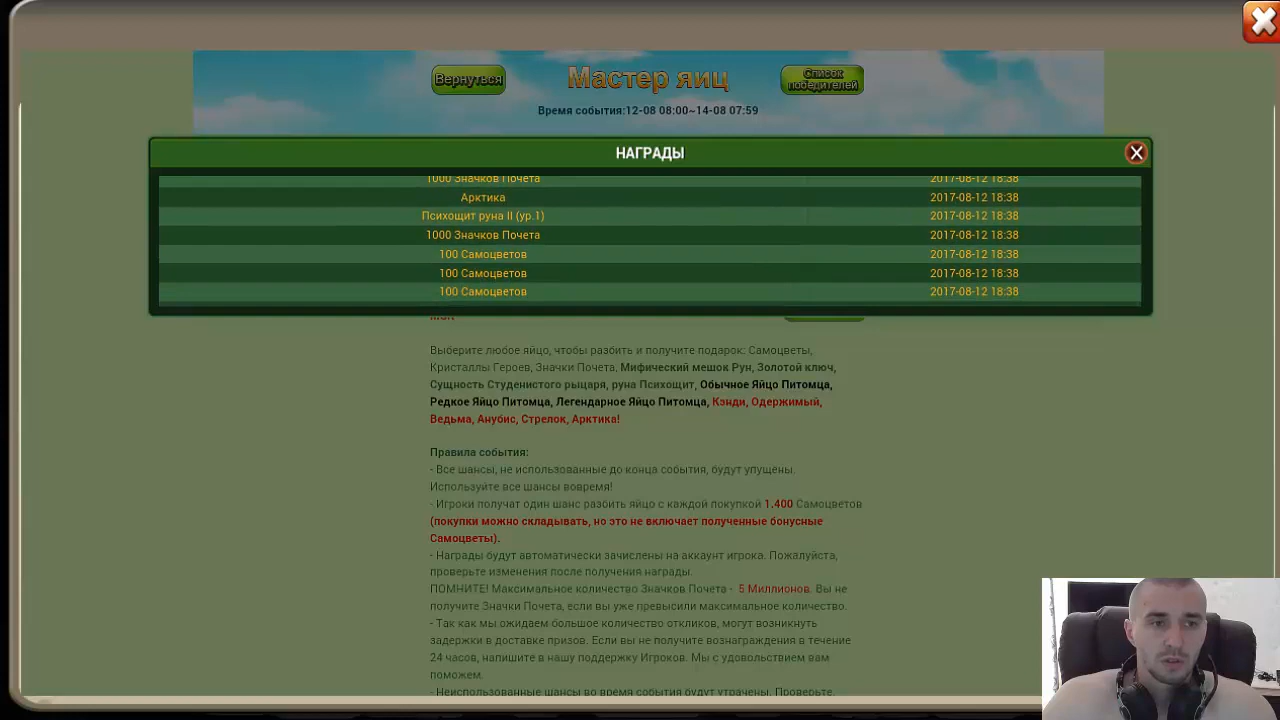 Вернуться
Мастер яиц
Список
победителей
Время события:12-08 08:00~14-08 07:59
НАГРАДЫ
1000 Значков Почета 2017-08-12 18:38
Арктика 2017-08-12 18:38
Психощит руна II (ур.1) 2017-08-12 18:38
1000 Значков Почета 2017-08-12 18:38
100 Самоцветов 2017-08-12 18:38
100 Самоцветов 2017-08-12 18:38
100 Самоцветов 2017-08-12 18:38
Выберите любое яйцо, чтобы разбить и получите подарок: Самоцветы,
Кристаллы Героев, Значки Почета, Мифический мешок Рун, Золотой ключ,
Сущность Студенистого рыцаря, руна Психощит, Обычное Яйцо Питомца,
Редкое Яйцо Питомца, Легендарное Яйцо Питомца, Кэнди, Одержимый,
Ведьма, Анубис, Стрелок, Арктика!
Правила события:
- Все шансы, не использованные до конца события, будут упущены.
Используйте все шансы вовремя!
- Игроки получат один шанс разбить яйцо с каждой покупкой 1.400 Самоцветов
(покупки можно складывать, но это не включает полученные бонусные
Самоцветы).
- Награды будут автоматически зачислены на аккаунт игрока. Пожалуйста,
проверьте изменения после получения награды.
ПОМНИТЕ! Максимальное количество Значков Почета - 5 Миллионов. Вы не
получите Значки Почета, если вы уже превысили максимальное количество.
- Так как мы ожидаем большое количество откликов, могут возникнуть
задержки в доставке призов. Если вы не получите вознаграждения в течение
24 часов, напишите в нашу поддержку Игроков. Мы с удовольствием вам
поможем.
- Неиспользованные шансы во время события будут утрачены. Проверьте,